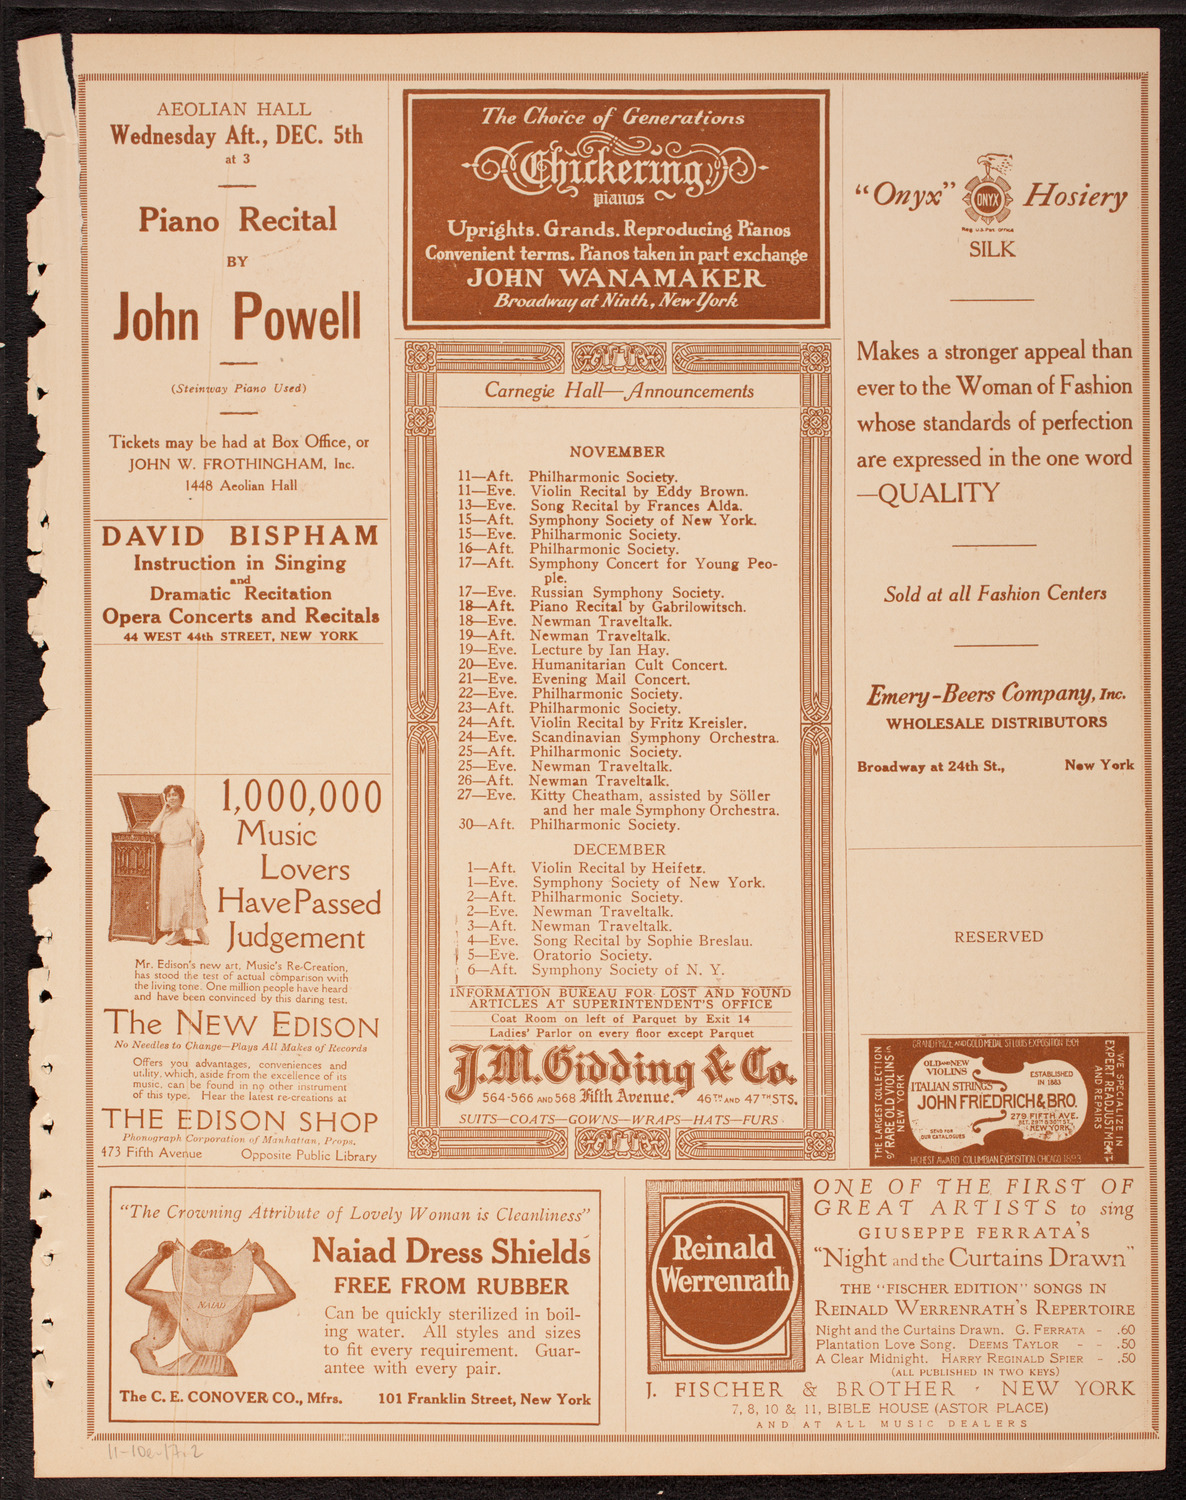 AEOLIAN HALL
Wednesday Aft., DEC. 5th
at 3
Piano Recital
BY
John Powell
(Steinway Piano Used)
Tickets may be had at Box Office, or
JOHN W. FROTHINGHAM, Inc.
1448 Aeolian Hall
DAVID BISPHAM
Instruction in Singing
and
Dramatic Recitation
Opera Concerts and Recitals
44 WEST 44th STREET, NEW YORK
1,000,000
Music
Lovers
Have Passed
Judgement
Mr. Edison's new art, Music's Re-Creation,
has stood the test of actual comparison with
the living tone. One million people have heard
and have been convinced by this daring test.
The NEW EDISON
No Needles to Change—Plays All Makes of Records
Offers you advantages, conveniences and
utility, which, aside from the excellence of its
music, can be found in no other instrument
of this type. Hear the latest re-creations at
THE EDISON SHOP
Phonograph Corporation of Manhattan, Props.
473 Fifth Avenue Opposite Public Library
The Choice of Generations
Chickering
pianos
Uprights. Grands. Reproducing Pianos
Convenient terms. Pianos taken in part exchange
JOHN WANAMAKER
Broadway at Ninth, New York
Carnegie Hall—Announcements
NOVEMBER
11—Aft. Philharmonic Society.
11—Eve. Violin Recital by Eddy Brown.
13—Eve. Song Recital by Frances Alda.
15—Aft. Symphony Society of New York.
15—Eve. Philharmonic Society.
16—Aft. Philharmonic Society.
17—Aft. Symphony Concert for Young Peo-
ple.
17—Eve. Russian Symphony Society.
18—Aft. Piano Recital by Gabrilowitsch.
18—Eve. Newman Traveltalk.
19—Aft. Newman Traveltalk.
19—Eve. Lecture by Ian Hay.
20—Eve. Humanitarian Cult Concert.
21—Eve. Evening Mail Concert.
22—Eve. Philharmonic Society.
23—Aft. Philharmonic Society.
24—Aft. Violin Recital by Fritz Kreisler.
24—Eve. Scandinavian Symphony Orchestra.
25—Aft. Philharmonic Society.
25—Eve. Newman Traveltalk.
26—Aft. Newman Traveltalk.
27—Eve. Kitty Cheatham, assisted by Söller
and her male Symphony Orchestra.
30—Aft. Philharmonic Society.
DECEMBER
1—Aft. Violin Recital by Heifetz.
1—Eve. Symphony Society of New York.
2—Aft. Philharmonic Society.
2—Eve. Newman Traveltalk.
3—Aft. Newman Traveltalk.
4—Eve. Song Recital by Sophie Breslau.
5—Eve. Oratorio Society.
6—Aft. Symphony Society of N. Y.
INFORMATION BUREAU FOR LOST AND FOUND
ARTICLES AT SUPERINTENDENT'S OFFICE
Coat Room on left of Parquet by Exit 14
Ladies' Parlor on every floor except Parquet
J.M. Gidding & Co.
564-566 AND 568 Fifth Avenue. 46TH AND 47TH STS.
SUITS—COATS—GOWNS—WRAPS—HATS—FURS
"Onyx" ONYX Hosiery
Reg. U.S. Pat. Office
SILK
Makes a stronger appeal than
ever to the Woman of Fashion
whose standards of perfection
are expressed in the one word
—QUALITY
Sold at all Fashion Centers
Emery-Beers Company, Inc.
WHOLESALE DISTRIBUTORS
Broadway at 24th St., New York
RESERVED
GRAND PRIZE AND GOLD MEDAL ST. LOUIS EXPOSITION 1904
THE LARGEST COLLECTION
of RARE OLD VIOLINS in
NEW YORK
OLD AND NEW
VIOLINS
ITALIAN STRINGS
ESTABLISHED
IN 1883
JOHN FRIEDRICH & BRO.
279 FIFTH AVE.
BET. 29TH & 30TH ST.
NEW YORK
SEND FOR
OUR CATALOGUES
WE SPECIALIZE IN
EXPERT READJUSTMENT
AND REPAIRS
HIGHEST AWARD COLUMBIAN EXPOSITION CHICAGO 1893
"The Crowning Attribute of Lovely Woman is Cleanliness"
NAIAD
Naiad Dress Shields
FREE FROM RUBBER
Can be quickly sterilized in boil-
ing water. All styles and sizes
to fit every requirement. Guar-
antee with every pair.
The C. E. CONOVER CO., Mfrs. 101 Franklin Street, New York
Reinald
Werrenrath
ONE OF THE FIRST OF
GREAT ARTISTS to sing
GIUSEPPE FERRATA'S
"Night and the Curtains Drawn"
THE "FISCHER EDITION" SONGS IN
REINALD WERRENRATH'S REPERTOIRE
Night and the Curtains Drawn. G. FERRATA - .60
Plantation Love Song. DEEMS TAYLOR - - .50
A Clear Midnight. HARRY REGINALD SPIER - .50
(ALL PUBLISHED IN TWO KEYS)
J. FISCHER & BROTHER · NEW YORK
7, 8, 10 & 11, BIBLE HOUSE (ASTOR PLACE)
AND AT ALL MUSIC DEALERS
11-10e-17-2